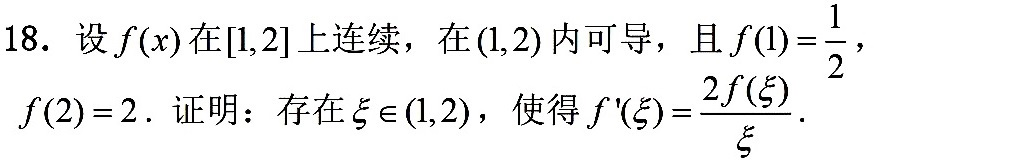 18. 设 f(x) 在[1,2] 上连续，在 (1,2) 内可导，且 f(1) = 1/2，
f(2) = 2. 证明：存在 ξ ∈ (1,2)，使得 f'(ξ) = 2f(ξ)/ξ.